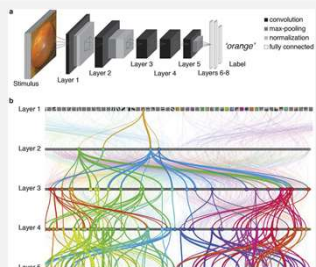 a
convolution
max-pooling
normalization
fully connected
'orange'
Label
Layers 6-8
Layer 5
Layer 4
Layer 3
Layer 2
Layer 1
Stimulus
b
Layer 1
Layer 2
Layer 3
Layer 4